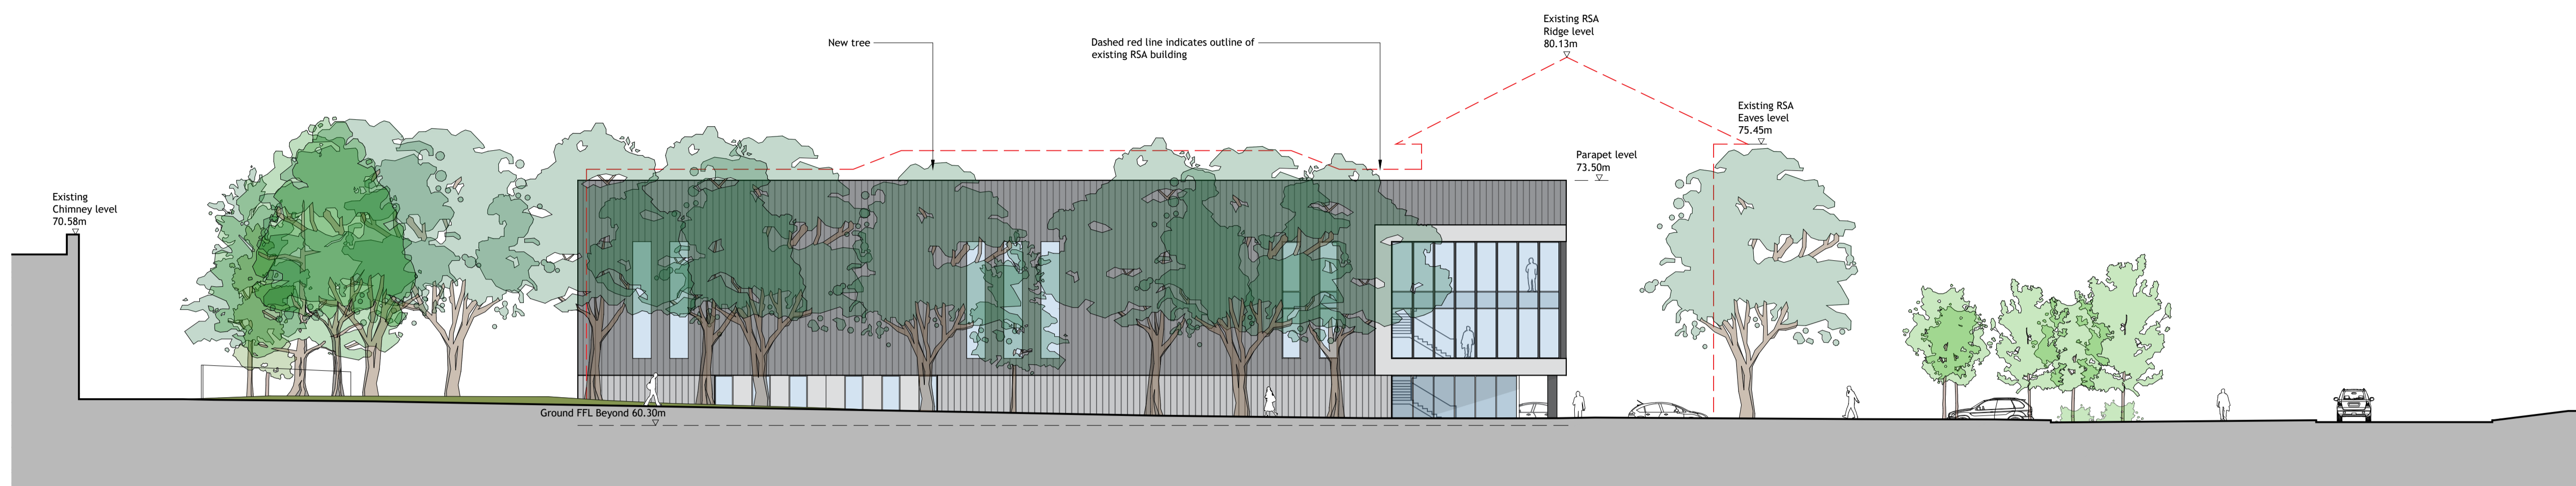 Existing
Chimney level
70.58m
New tree
Dashed red line indicates outline of
existing RSA building
Existing RSA
Ridge level
80.13m
Existing RSA
Eaves level
75.45m
Parapet level
73.50m
Ground FFL Beyond 60.30m